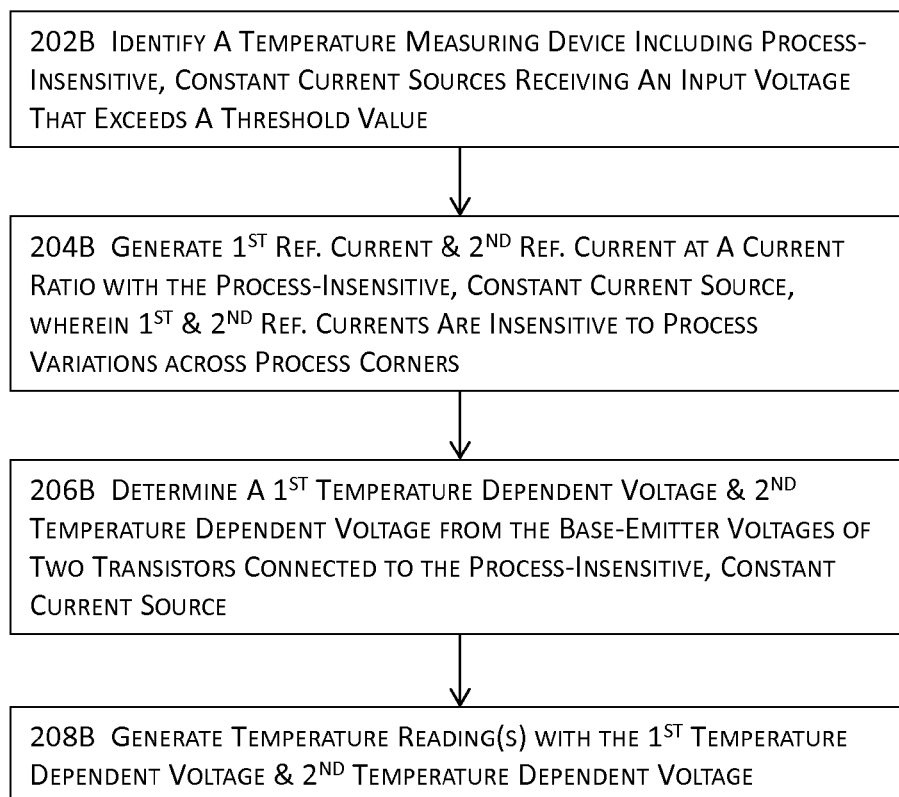 202B Identify A Temperature Measuring Device Including Process-
Insensitive, Constant Current Sources Receiving An Input Voltage
That Exceeds A Threshold Value
204B Generate 1st Ref. Current & 2nd Ref. Current at A Current
Ratio with the Process-Insensitive, Constant Current Source,
wherein 1st & 2nd Ref. Currents Are Insensitive to Process
Variations across Process Corners
206B Determine A 1st Temperature Dependent Voltage & 2nd
Temperature Dependent Voltage from the Base-Emitter Voltages of
Two Transistors Connected to the Process-Insensitive, Constant
Current Source
208B Generate Temperature Reading(s) with the 1st Temperature
Dependent Voltage & 2nd Temperature Dependent Voltage